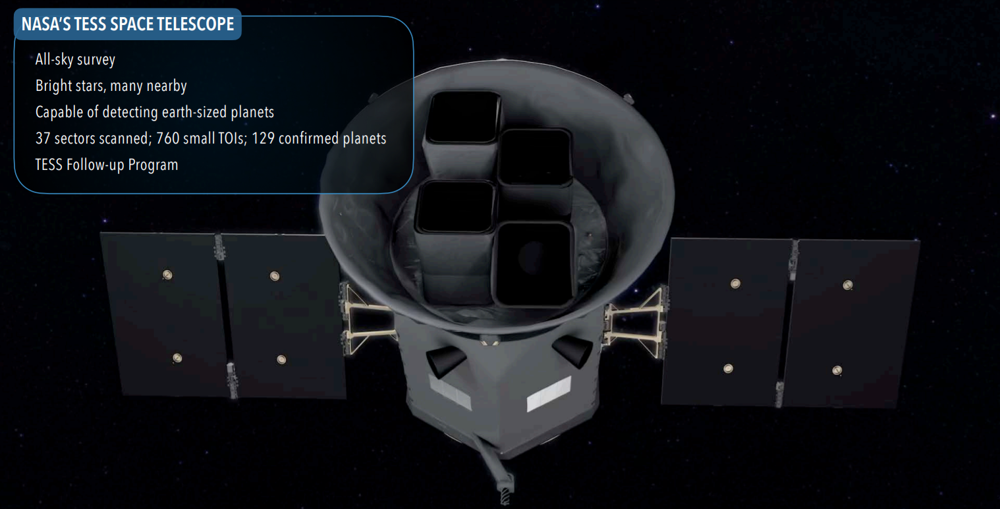 NASA'S TESS SPACE TELESCOPE
All-sky survey
Bright stars, many nearby
Capable of detecting earth-sized planets
37 sectors scanned; 760 small TOIs; 129 confirmed planets
TESS Follow-up Program